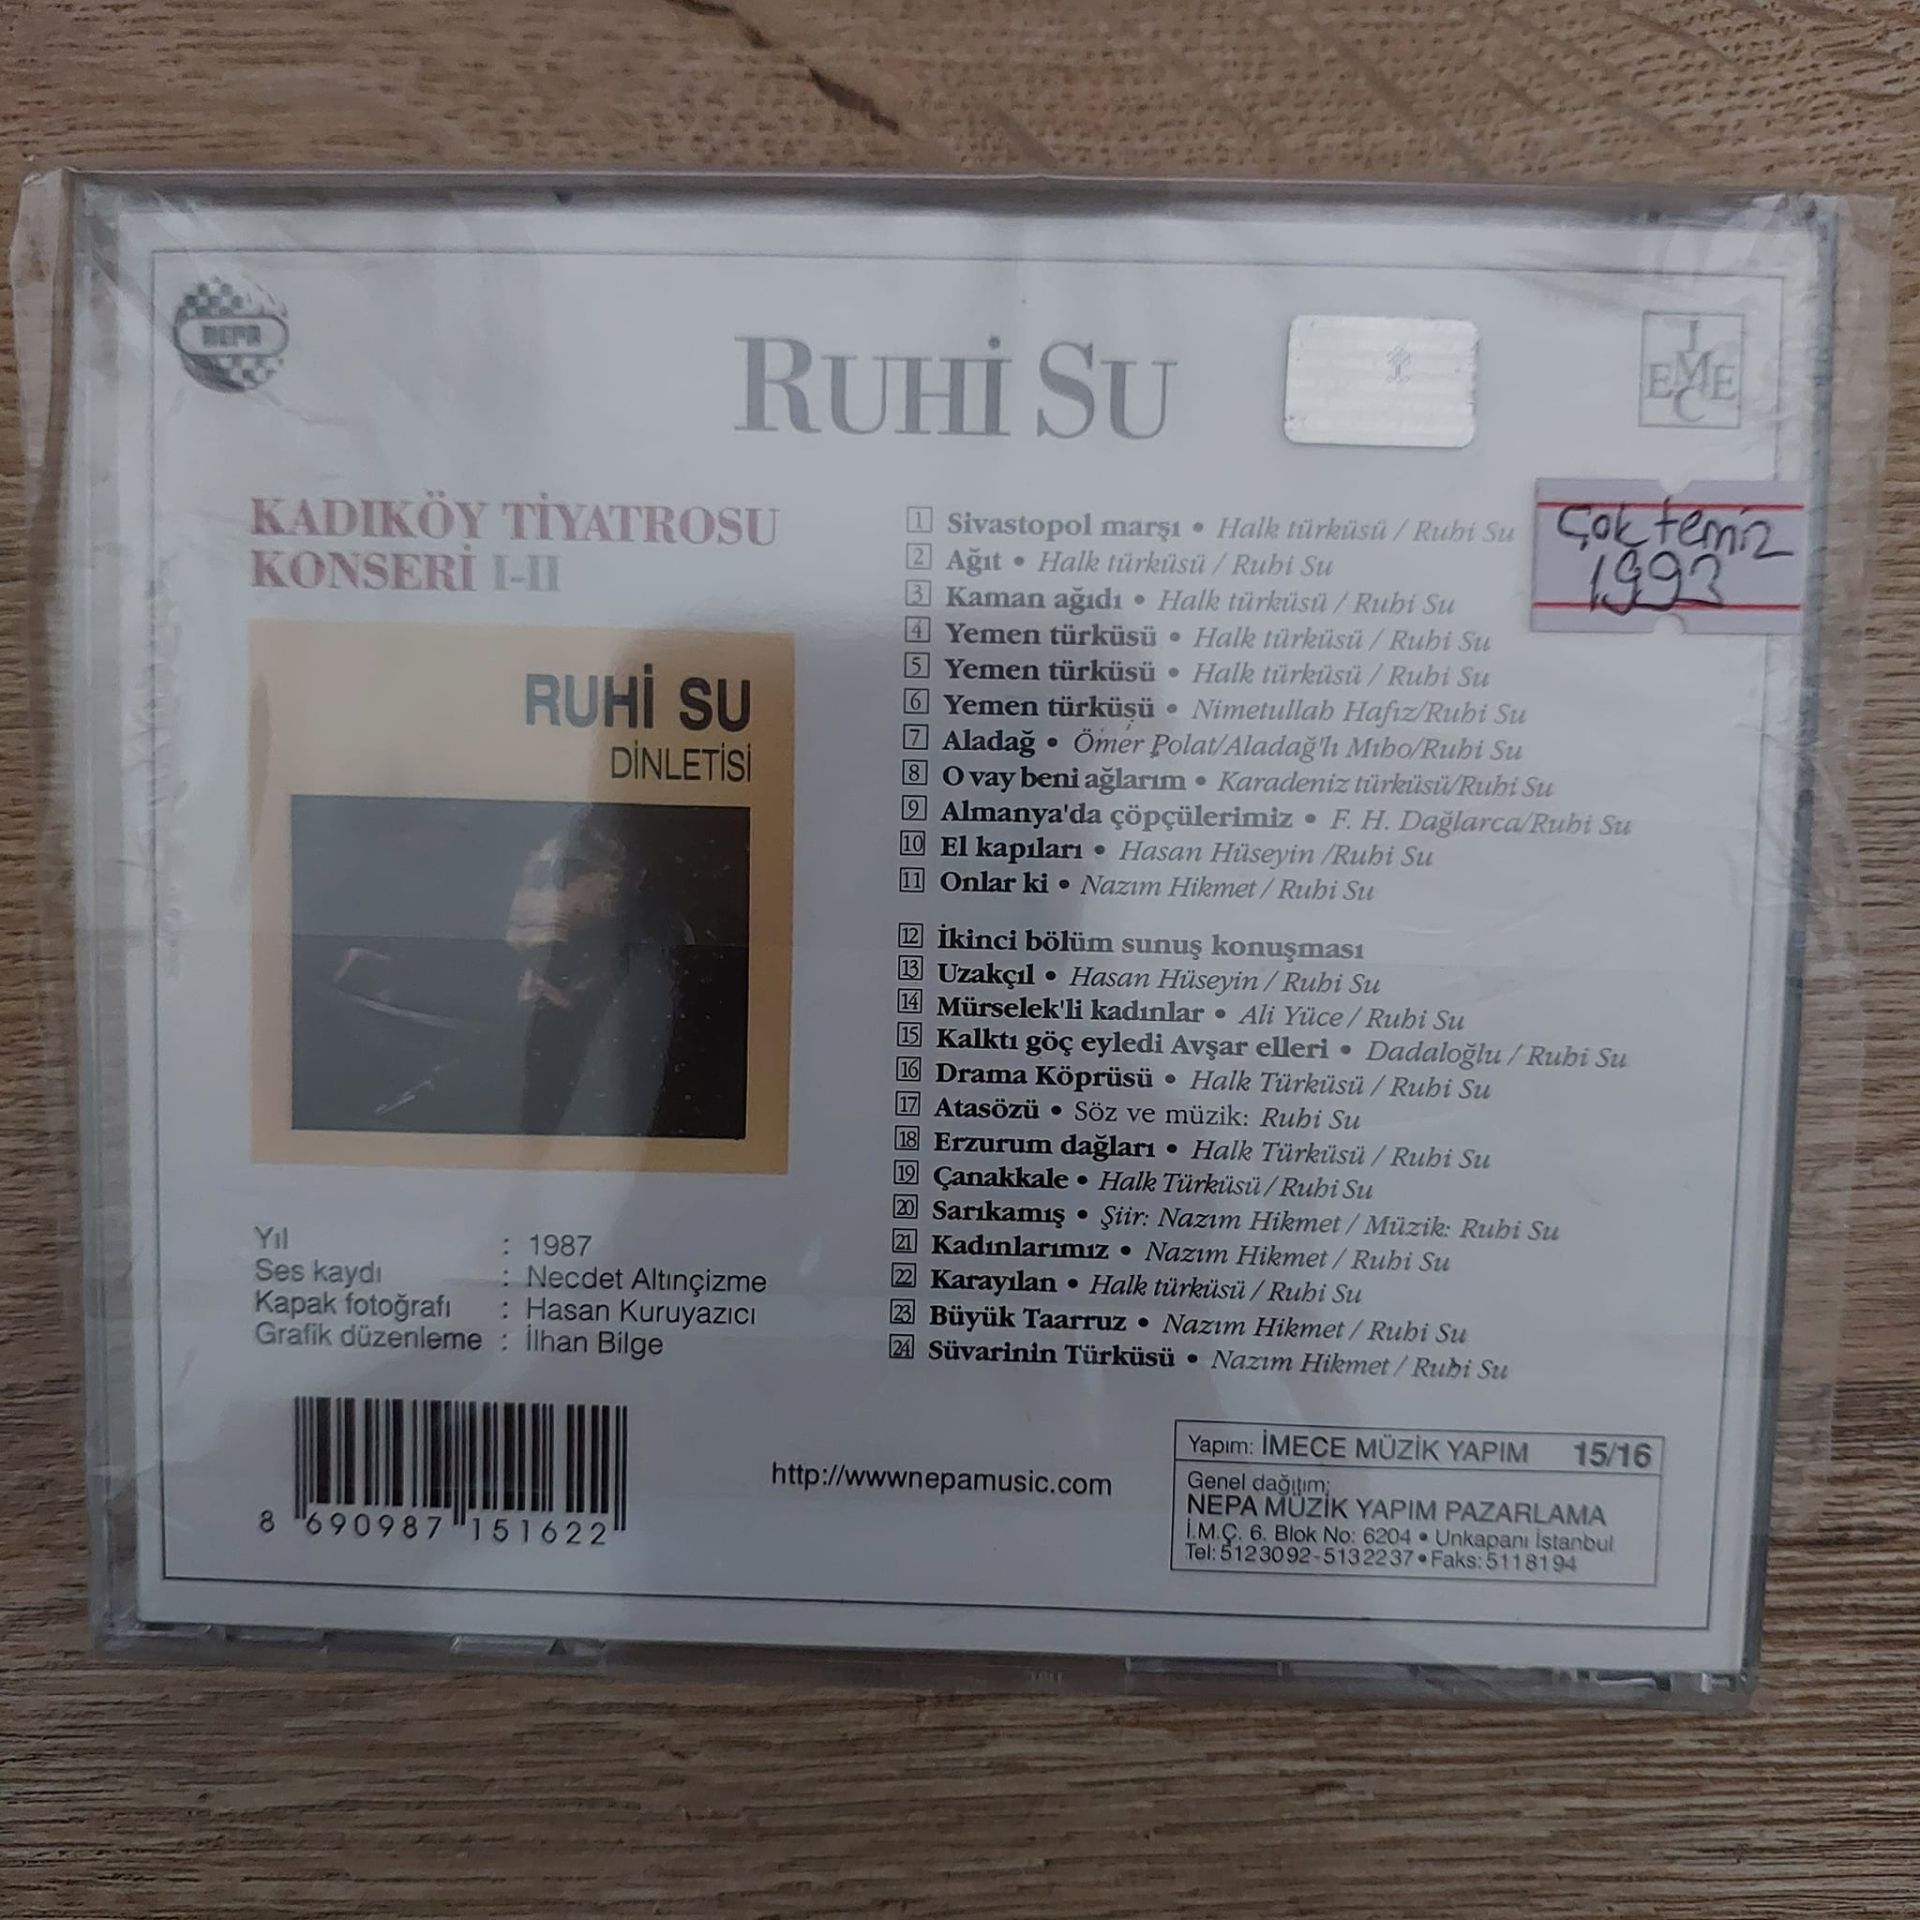 NEPA
RUHİ SU
İMECE
KADIKÖY TİYATROSU
KONSERİ I-II
çok temiz
1993
RUHİ SU
DİNLETİSİ
1 Sivastopol marşı • Halk türküsü / Ruhi Su
2 Ağıt • Halk türküsü / Ruhi Su
3 Kaman ağıdı • Halk türküsü / Ruhi Su
4 Yemen türküsü • Halk türküsü / Ruhi Su
5 Yemen türküsü • Halk türküsü / Ruhi Su
6 Yemen türküşü • Nimetullah Hafız/Ruhi Su
7 Aladağ • Ömer Polat/Aladağ'lı Mıho/Ruhi Su
8 O vay beni ağlarım • Karadeniz türküsü/Ruhi Su
9 Almanya'da çöpçülerimiz • F. H. Dağlarca/Ruhi Su
10 El kapıları • Hasan Hüseyin /Ruhi Su
11 Onlar ki • Nazım Hikmet / Ruhi Su
12 İkinci bölüm sunuş konuşması
13 Uzakçıl • Hasan Hüseyin / Ruhi Su
14 Mürselek'li kadınlar • Ali Yüce / Ruhi Su
15 Kalktı göç eyledi Avşar elleri • Dadaloğlu / Ruhi Su
16 Drama Köprüsü • Halk Türküsü / Ruhi Su
17 Atasözü • Söz ve müzik: Ruhi Su
18 Erzurum dağları • Halk Türküsü / Ruhi Su
19 Çanakkale • Halk Türküsü / Ruhi Su
20 Sarıkamış • Şiir: Nazım Hikmet / Müzik: Ruhi Su
21 Kadınlarımız • Nazım Hikmet / Ruhi Su
22 Karayılan • Halk türküsü / Ruhi Su
23 Büyük Taarruz • Nazım Hikmet / Ruhi Su
24 Süvarinin Türküsü • Nazım Hikmet / Ruhi Su
Yıl : 1987
Ses kaydı : Necdet Altınçizme
Kapak fotoğrafı : Hasan Kuruyazıcı
Grafik düzenleme : İlhan Bilge
8 690987 151622
http://wwwnepamusic.com
Yapım: İMECE MÜZİK YAPIM 15/16
Genel dağıtım;
NEPA MÜZİK YAPIM PAZARLAMA
İ.M.Ç. 6. Blok No: 6204 • Unkapanı İstanbul
Tel: 5123092-5132237 • Faks: 5118194